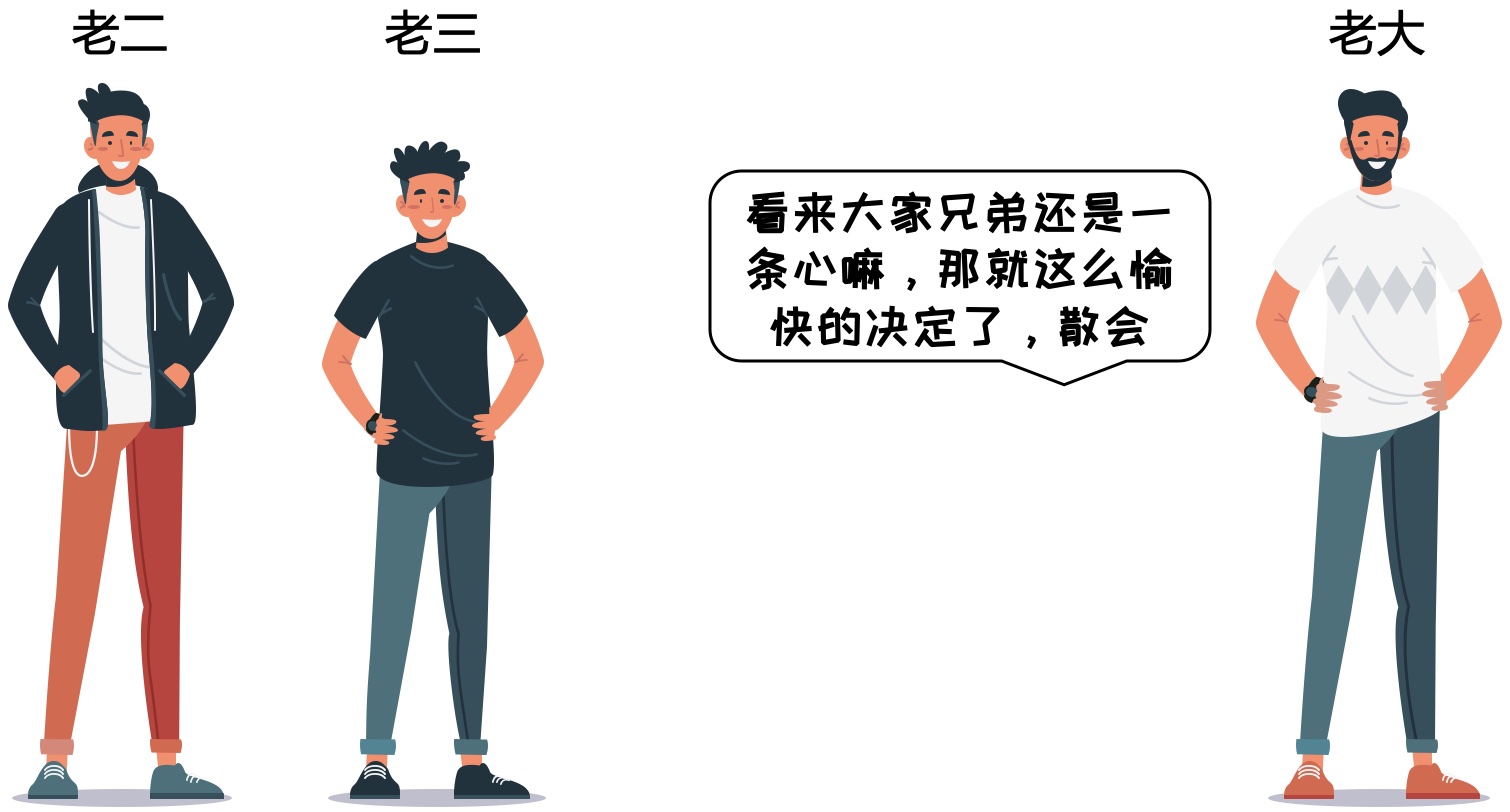 老二
老三
老大
看来大家兄弟还是一
条心嘛，那就这么愉
快的决定了，散会